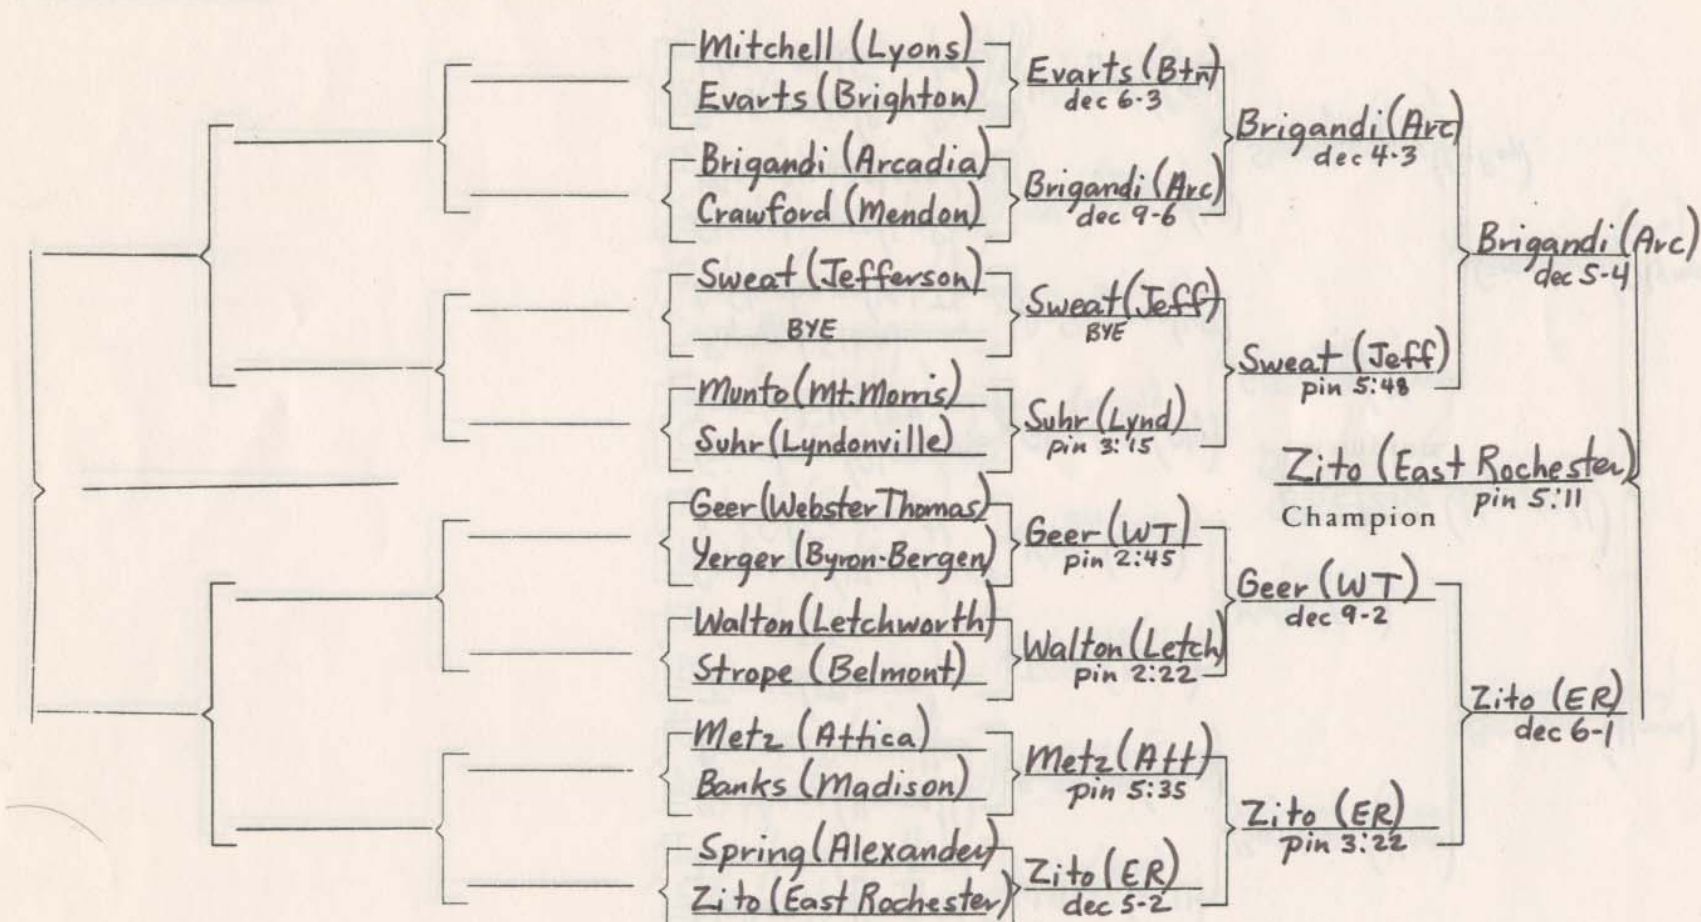 Mitchell (Lyons)
Evarts (Brighton)
Brigandi (Arcadia)
Crawford (Mendon)
Sweat (Jefferson)
BYE
Munto (Mt. Morris)
Suhr (Lyndonville)
Geer (Webster Thomas)
Yerger (Byron-Bergen)
Walton (Letchworth)
Strope (Belmont)
Metz (Attica)
Banks (Madison)
Spring (Alexander)
Zito (East Rochester)
Evarts (Btn)
dec 6-3
Brigandi (Arc)
dec 9-6
Sweat (Jeff)
BYE
Suhr (Lynd)
pin 3:15
Geer (WT)
pin 2:45
Walton (Letch)
pin 2:22
Metz (Att)
pin 5:35
Zito (ER)
dec 5-2
Brigandi (Arc)
dec 4-3
Sweat (Jeff)
pin 5:48
Geer (WT)
dec 9-2
Zito (ER)
pin 3:22
Brigandi (Arc)
dec 5-4
Zito (ER)
dec 6-1
Zito (East Rochester)
pin 5:11
Champion